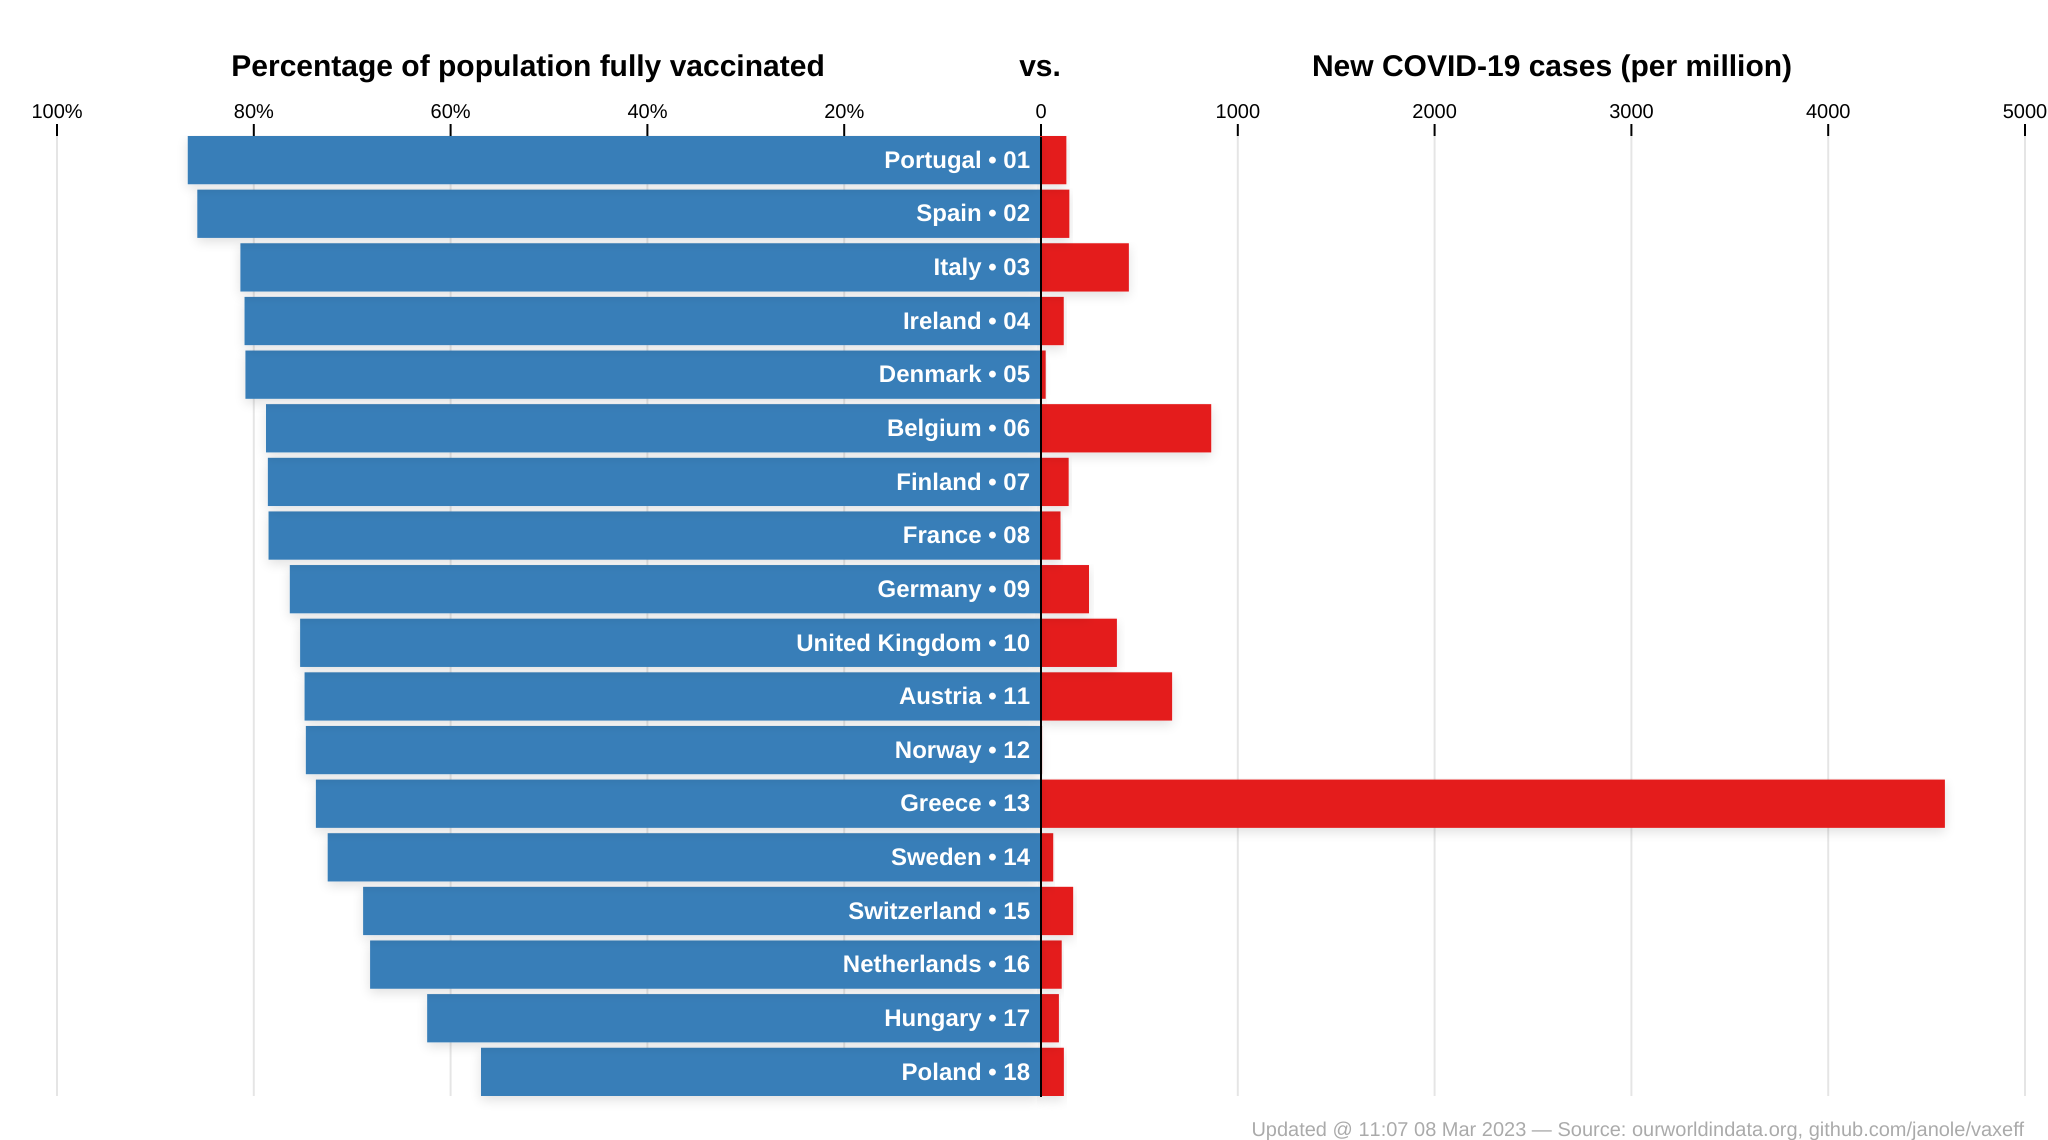 Percentage of population fully vaccinated vs. New COVID-19 cases (per million)
100% 80% 60% 40% 20% 0 1000 2000 3000 4000 5000
Portugal • 01
Spain • 02
Italy • 03
Ireland • 04
Denmark • 05
Belgium • 06
Finland • 07
France • 08
Germany • 09
United Kingdom • 10
Austria • 11
Norway • 12
Greece • 13
Sweden • 14
Switzerland • 15
Netherlands • 16
Hungary • 17
Poland • 18
Updated @ 11:07 08 Mar 2023 — Source: ourworldindata.org, github.com/janole/vaxeff